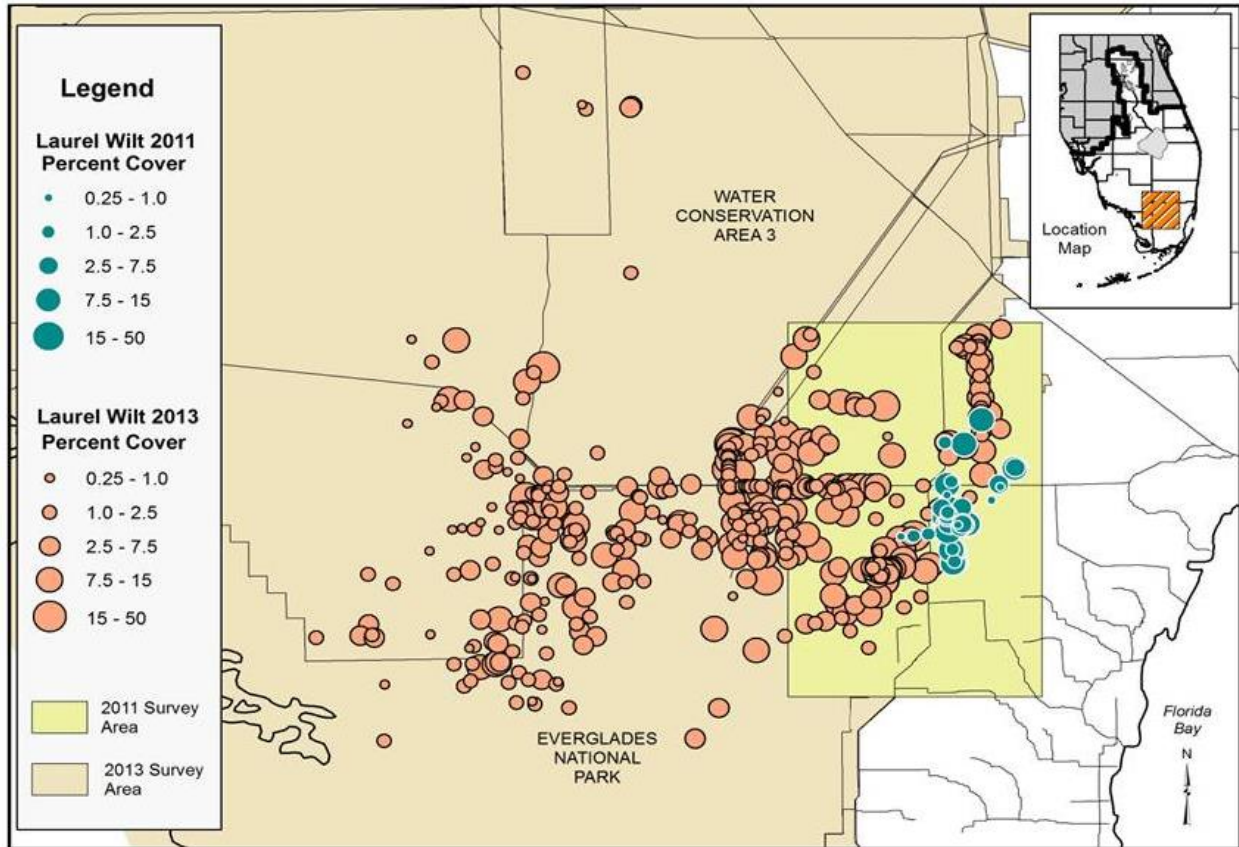 Legend
Laurel Wilt 2011
Percent Cover
0.25 - 1.0
1.0 - 2.5
2.5 - 7.5
7.5 - 15
15 - 50
Laurel Wilt 2013
Percent Cover
0.25 - 1.0
1.0 - 2.5
2.5 - 7.5
7.5 - 15
15 - 50
2011 Survey
Area
2013 Survey
Area
WATER
CONSERVATION
AREA 3
EVERGLADES
NATIONAL
PARK
Location
Map
Florida
Bay
N